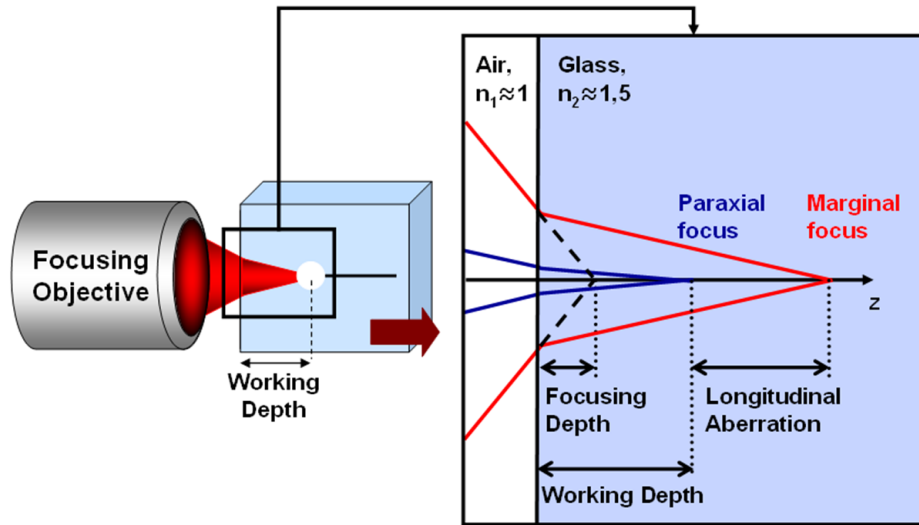 Focusing
Objective
Working
Depth
Air,
n₁≈1
Glass,
n₂≈1,5
Paraxial
focus
Marginal
focus
z
Focusing
Depth
Longitudinal
Aberration
Working Depth